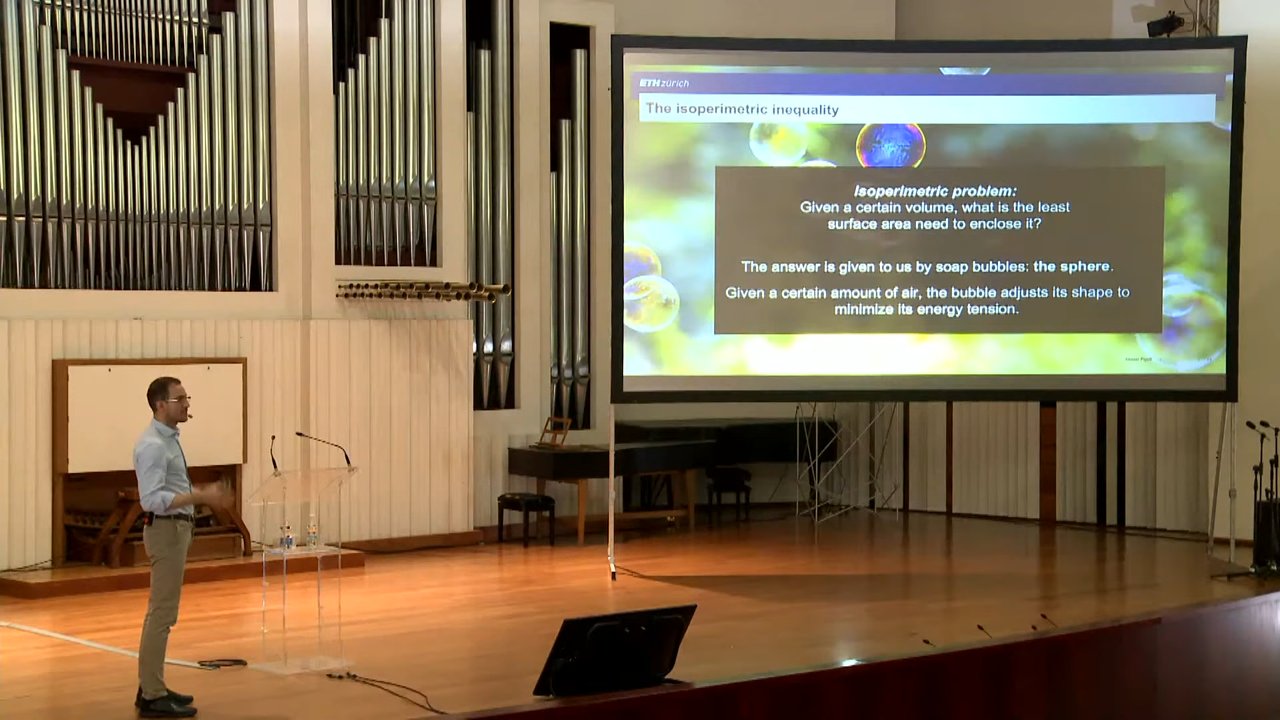 ETH zürich
The isoperimetric inequality
Isoperimetric problem:
Given a certain volume, what is the least
surface area need to enclose it?
The answer is given to us by soap bubbles: the sphere.
Given a certain amount of air, the bubble adjusts its shape to
minimize its energy tension.